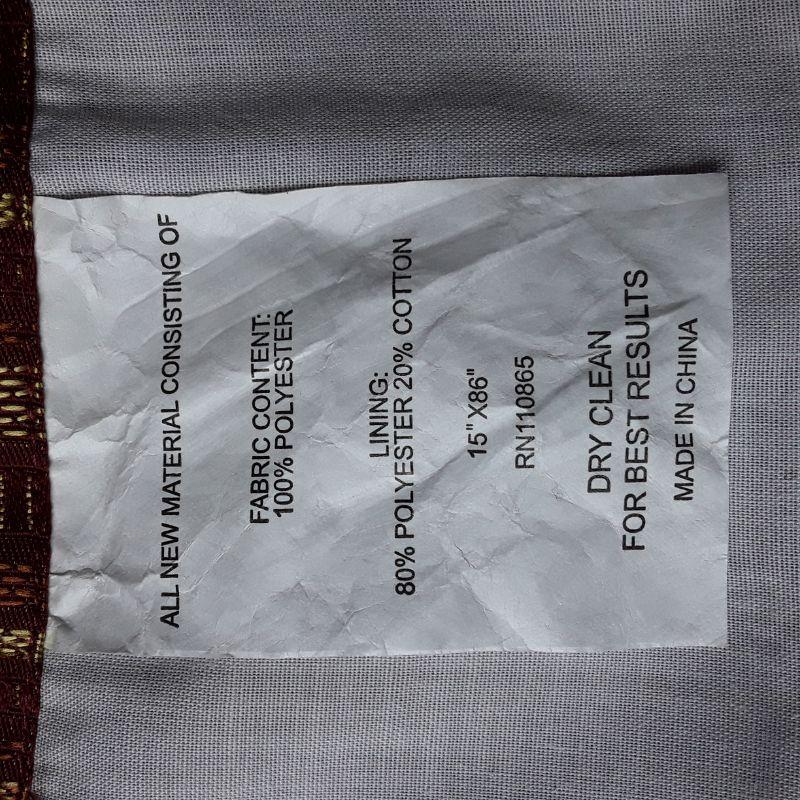 ALL NEW MATERIAL CONSISTING OF
FABRIC CONTENT:
100% POLYESTER
LINING:
80% POLYESTER 20% COTTON
15" X86"
RN110865
DRY CLEAN
FOR BEST RESULTS
MADE IN CHINA